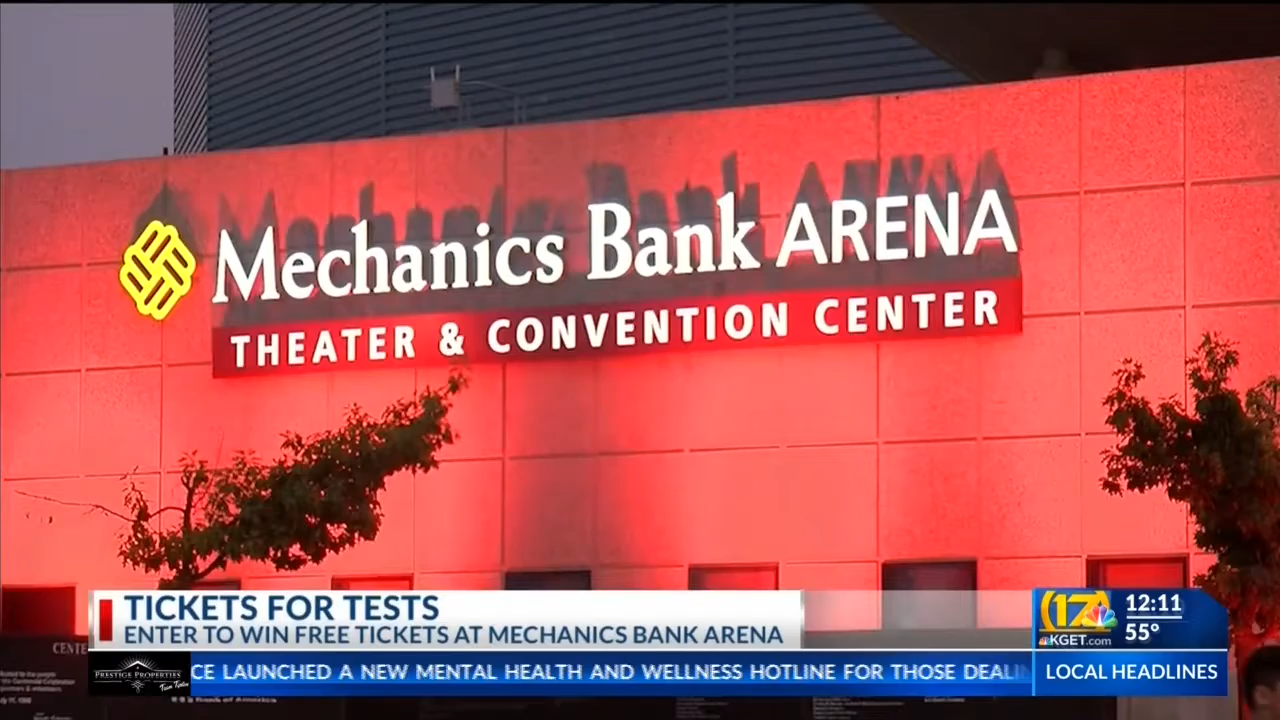 Mechanics Bank ARENA
THEATER & CONVENTION CENTER
TICKETS FOR TESTS
ENTER TO WIN FREE TICKETS AT MECHANICS BANK ARENA
17
KGET.com
12:11
55°
PRESTIGE PROPERTIES
CE LAUNCHED A NEW MENTAL HEALTH AND WELLNESS HOTLINE FOR THOSE DEALI
LOCAL HEADLINES
CENTE